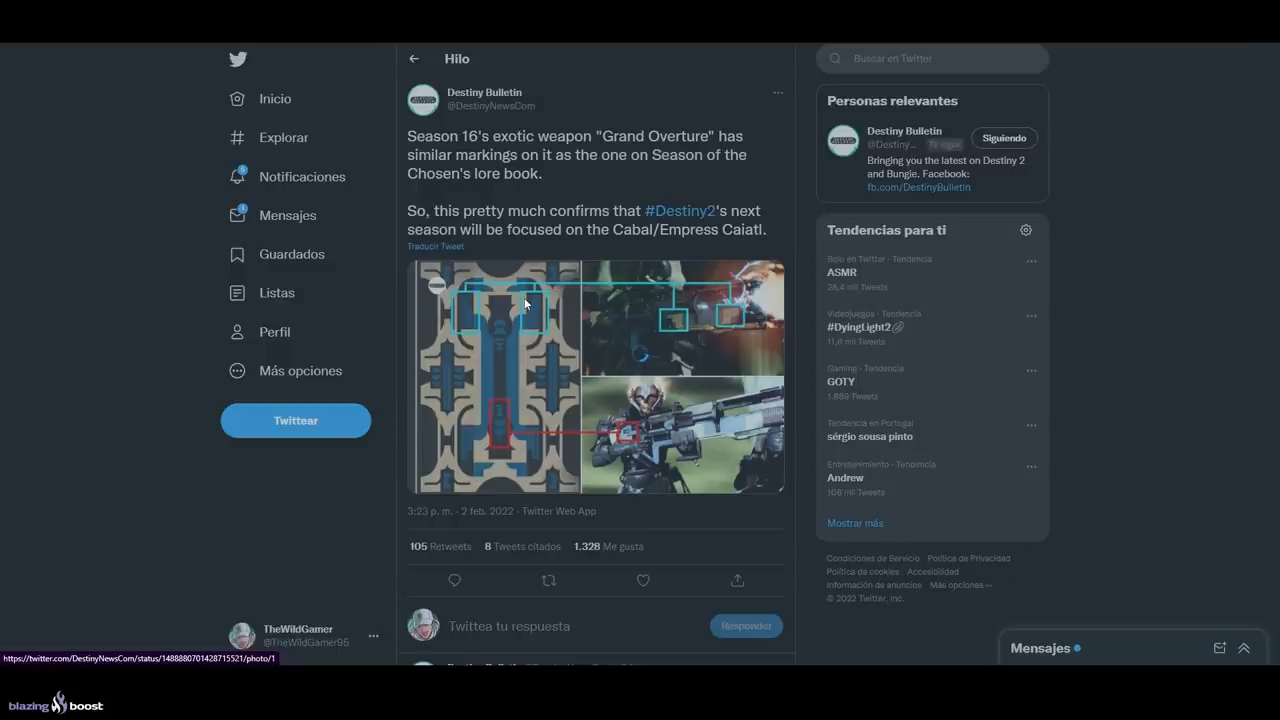 Hilo
Buscar en Twitter
Inicio
Explorar
5
Notificaciones
1
Mensajes
Guardados
Listas
Perfil
Más opciones
Twittear
TheWildGamer
@TheWildGamer95
Destiny Bulletin
@DestinyNewsCom
Season 16's exotic weapon "Grand Overture" has
similar markings on it as the one on Season of the
Chosen's lore book.
So, this pretty much confirms that #Destiny2's next
season will be focused on the Cabal/Empress Caiatl.
Traducir Tweet
3:23 p. m. · 2 feb. 2022 · Twitter Web App
105 Retweets 8 Tweets citados 1.328 Me gusta
Twittea tu respuesta
Responder
Personas relevantes
Destiny Bulletin
@Destiny... Te sigue
Siguiendo
Bringing you the latest on Destiny 2
and Bungie. Facebook:
fb.com/DestinyBulletin
Tendencias para ti
Solo en Twitter · Tendencia
ASMR
28,4 mil Tweets
Videojuegos · Tendencia
#DyingLight2
11,6 mil Tweets
Gaming · Tendencia
GOTY
1.889 Tweets
Tendencia en Portugal
sérgio sousa pinto
Entretenimiento · Tendencia
Andrew
108 mil Tweets
Mostrar más
Condiciones de Servicio Política de Privacidad
Política de cookies Accesibilidad
Información de anuncios Más opciones ···
© 2022 Twitter, Inc.
Mensajes
https://twitter.com/DestinyNewsCom/status/1488880701428715521/photo/1
blazing boost